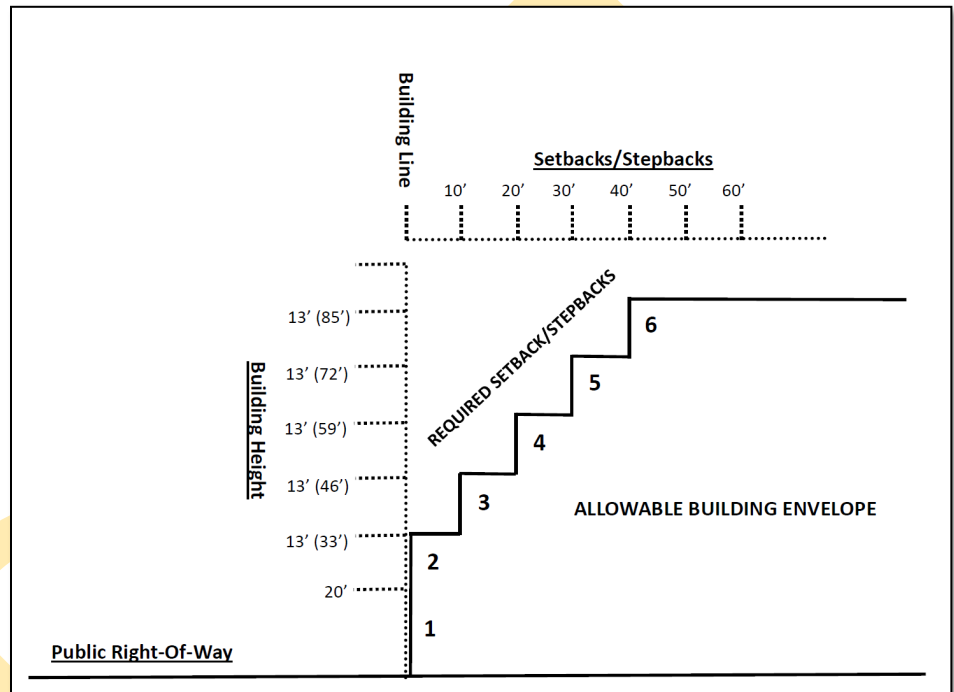 Building Line
Setbacks/Stepbacks
10’ 20’ 30’ 40’ 50’ 60’
REQUIRED SETBACK/STEPBACKS
13’ (85’)
6
13’ (72’)
5
Building Height
13’ (59’)
4
13’ (46’)
3
ALLOWABLE BUILDING ENVELOPE
13’ (33’)
2
20’
1
Public Right-Of-Way